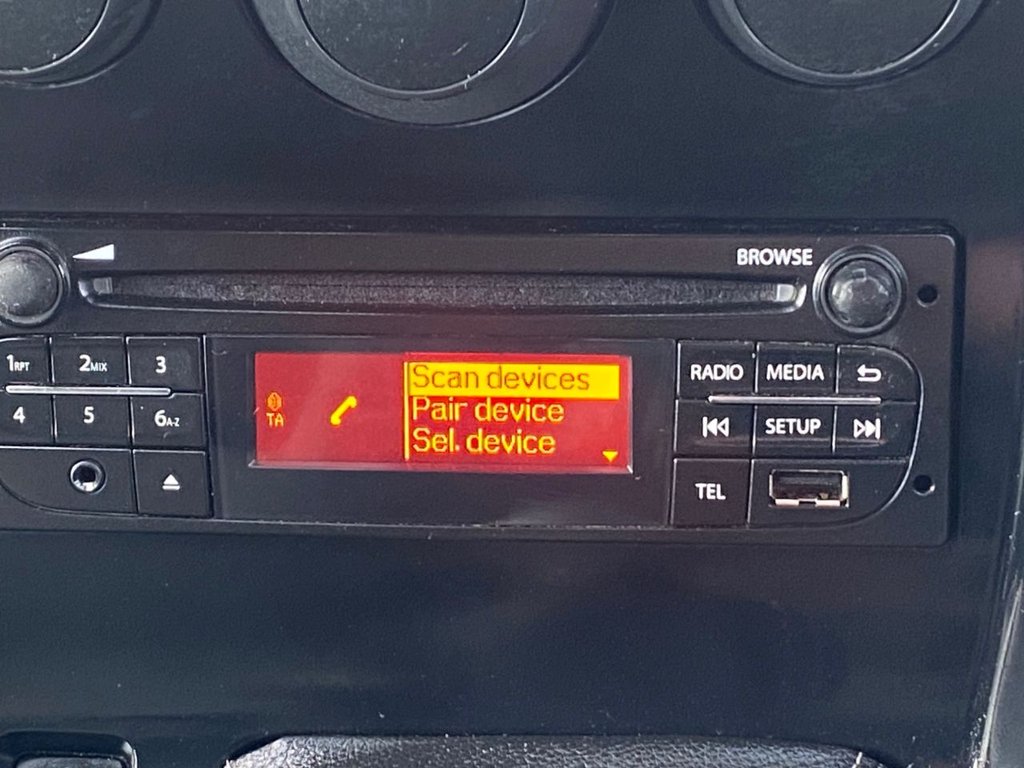 BROWSE
1RPT 2MIX 3
4 5 6A-Z
TA
Scan devices
Pair device
Sel. device
RADIO MEDIA
SETUP
TEL